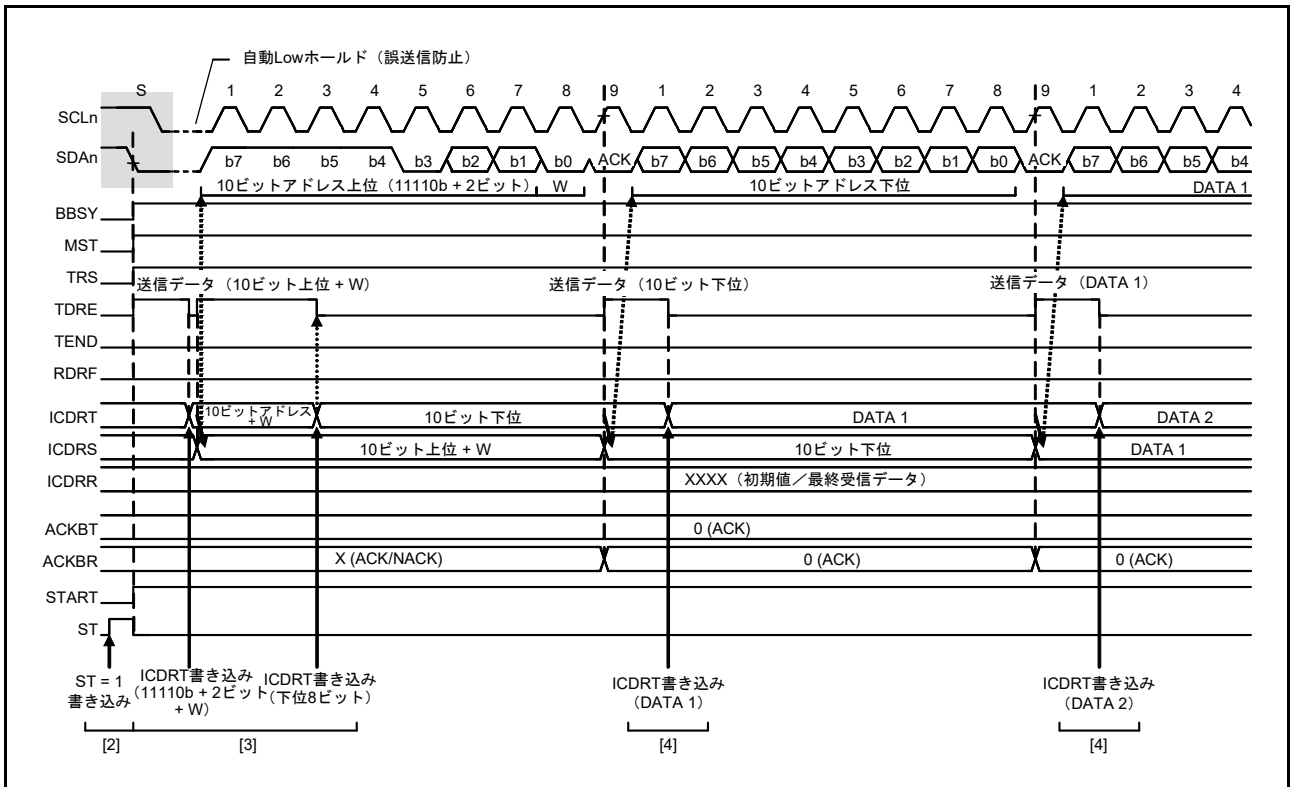 自動Lowホールド（誤送信防止）
S 1 2 3 4 5 6 7 8 9 1 2 3 4 5 6 7 8 9 1 2 3 4
SCLn
SDAn b7 b6 b5 b4 b3 b2 b1 b0 ACK b7 b6 b5 b4 b3 b2 b1 b0 ACK b7 b6 b5 b4
10ビットアドレス上位（11110b + 2ビット） W 10ビットアドレス下位 DATA 1
BBSY
MST
TRS
送信データ（10ビット上位 + W） 送信データ（10ビット下位） 送信データ（DATA 1）
TDRE
TEND
RDRF
ICDRT 10ビットアドレス + W 10ビット下位 DATA 1 DATA 2
ICDRS 10ビット上位 + W 10ビット下位 DATA 1
ICDRR XXXX（初期値／最終受信データ）
ACKBT 0 (ACK)
ACKBR X (ACK/NACK) 0 (ACK) 0 (ACK)
START
ST
ST = 1
書き込み
ICDRT書き込み
（11110b + 2ビット
+ W）
ICDRT書き込み
（下位8ビット）
ICDRT書き込み
（DATA 1）
ICDRT書き込み
（DATA 2）
[2] [3] [4] [4]